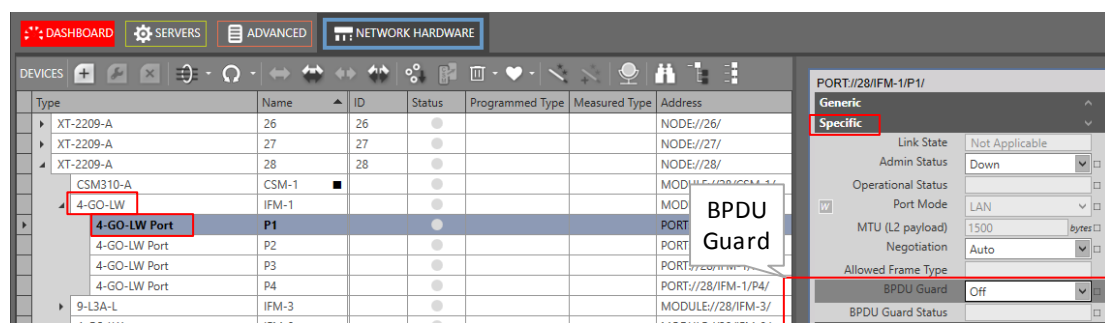 DASHBOARD SERVERS ADVANCED NETWORK HARDWARE
DEVICES
Type Name ID Status Programmed Type Measured Type Address
XT-2209-A 26 26 NODE://26/
XT-2209-A 27 27 NODE://27/
XT-2209-A 28 28 NODE://28/
CSM310-A CSM-1
4-GO-LW IFM-1
4-GO-LW Port P1
4-GO-LW Port P2
4-GO-LW Port P3
4-GO-LW Port P4 PORT://28/IFM-1/P4/
9-L3A-L IFM-3 MODULE://28/IFM-3/
BPDU
Guard
PORT://28/IFM-1/P1/
Generic
Specific
Link State Not Applicable
Admin Status Down
Operational Status
W Port Mode LAN
MTU (L2 payload) 1500 bytes
Negotiation Auto
Allowed Frame Type
BPDU Guard Off
BPDU Guard Status